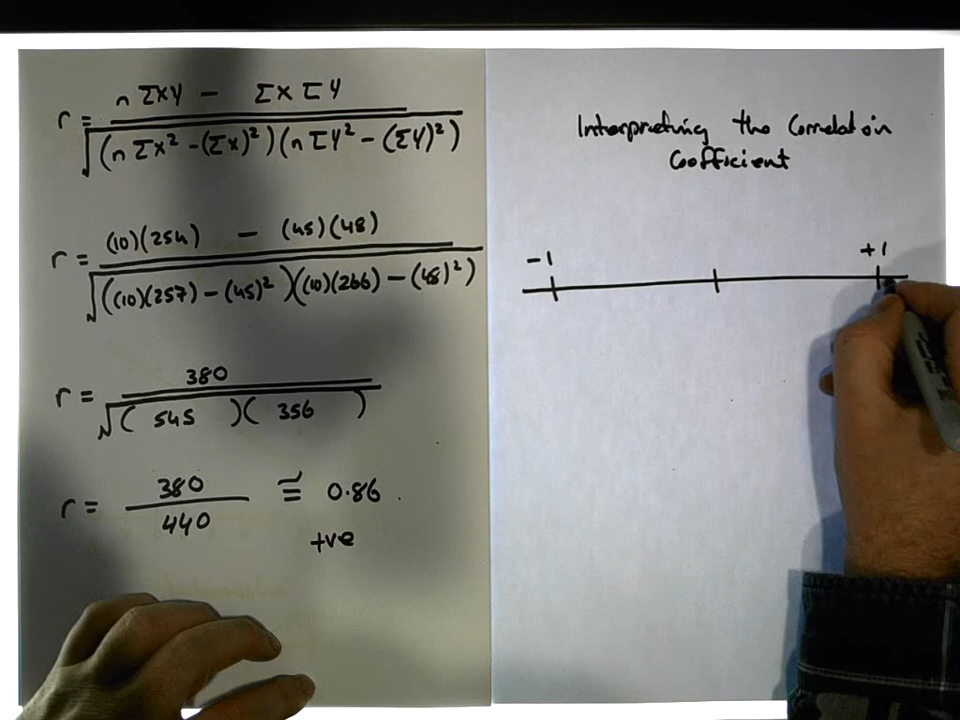 r = n ΣXY - ΣX ΣY
√(n ΣX² - (ΣX)²)(n ΣY² - (ΣY)²)
r = (10)(254) - (45)(48)
√((10)(257) - (45)²)(10)(266) - (48)²)
r = 380
√( 545 )( 356 )
r = 380
440
≅ 0.86
+ve
Interpreting the Correlation
Coefficient
-1 +1